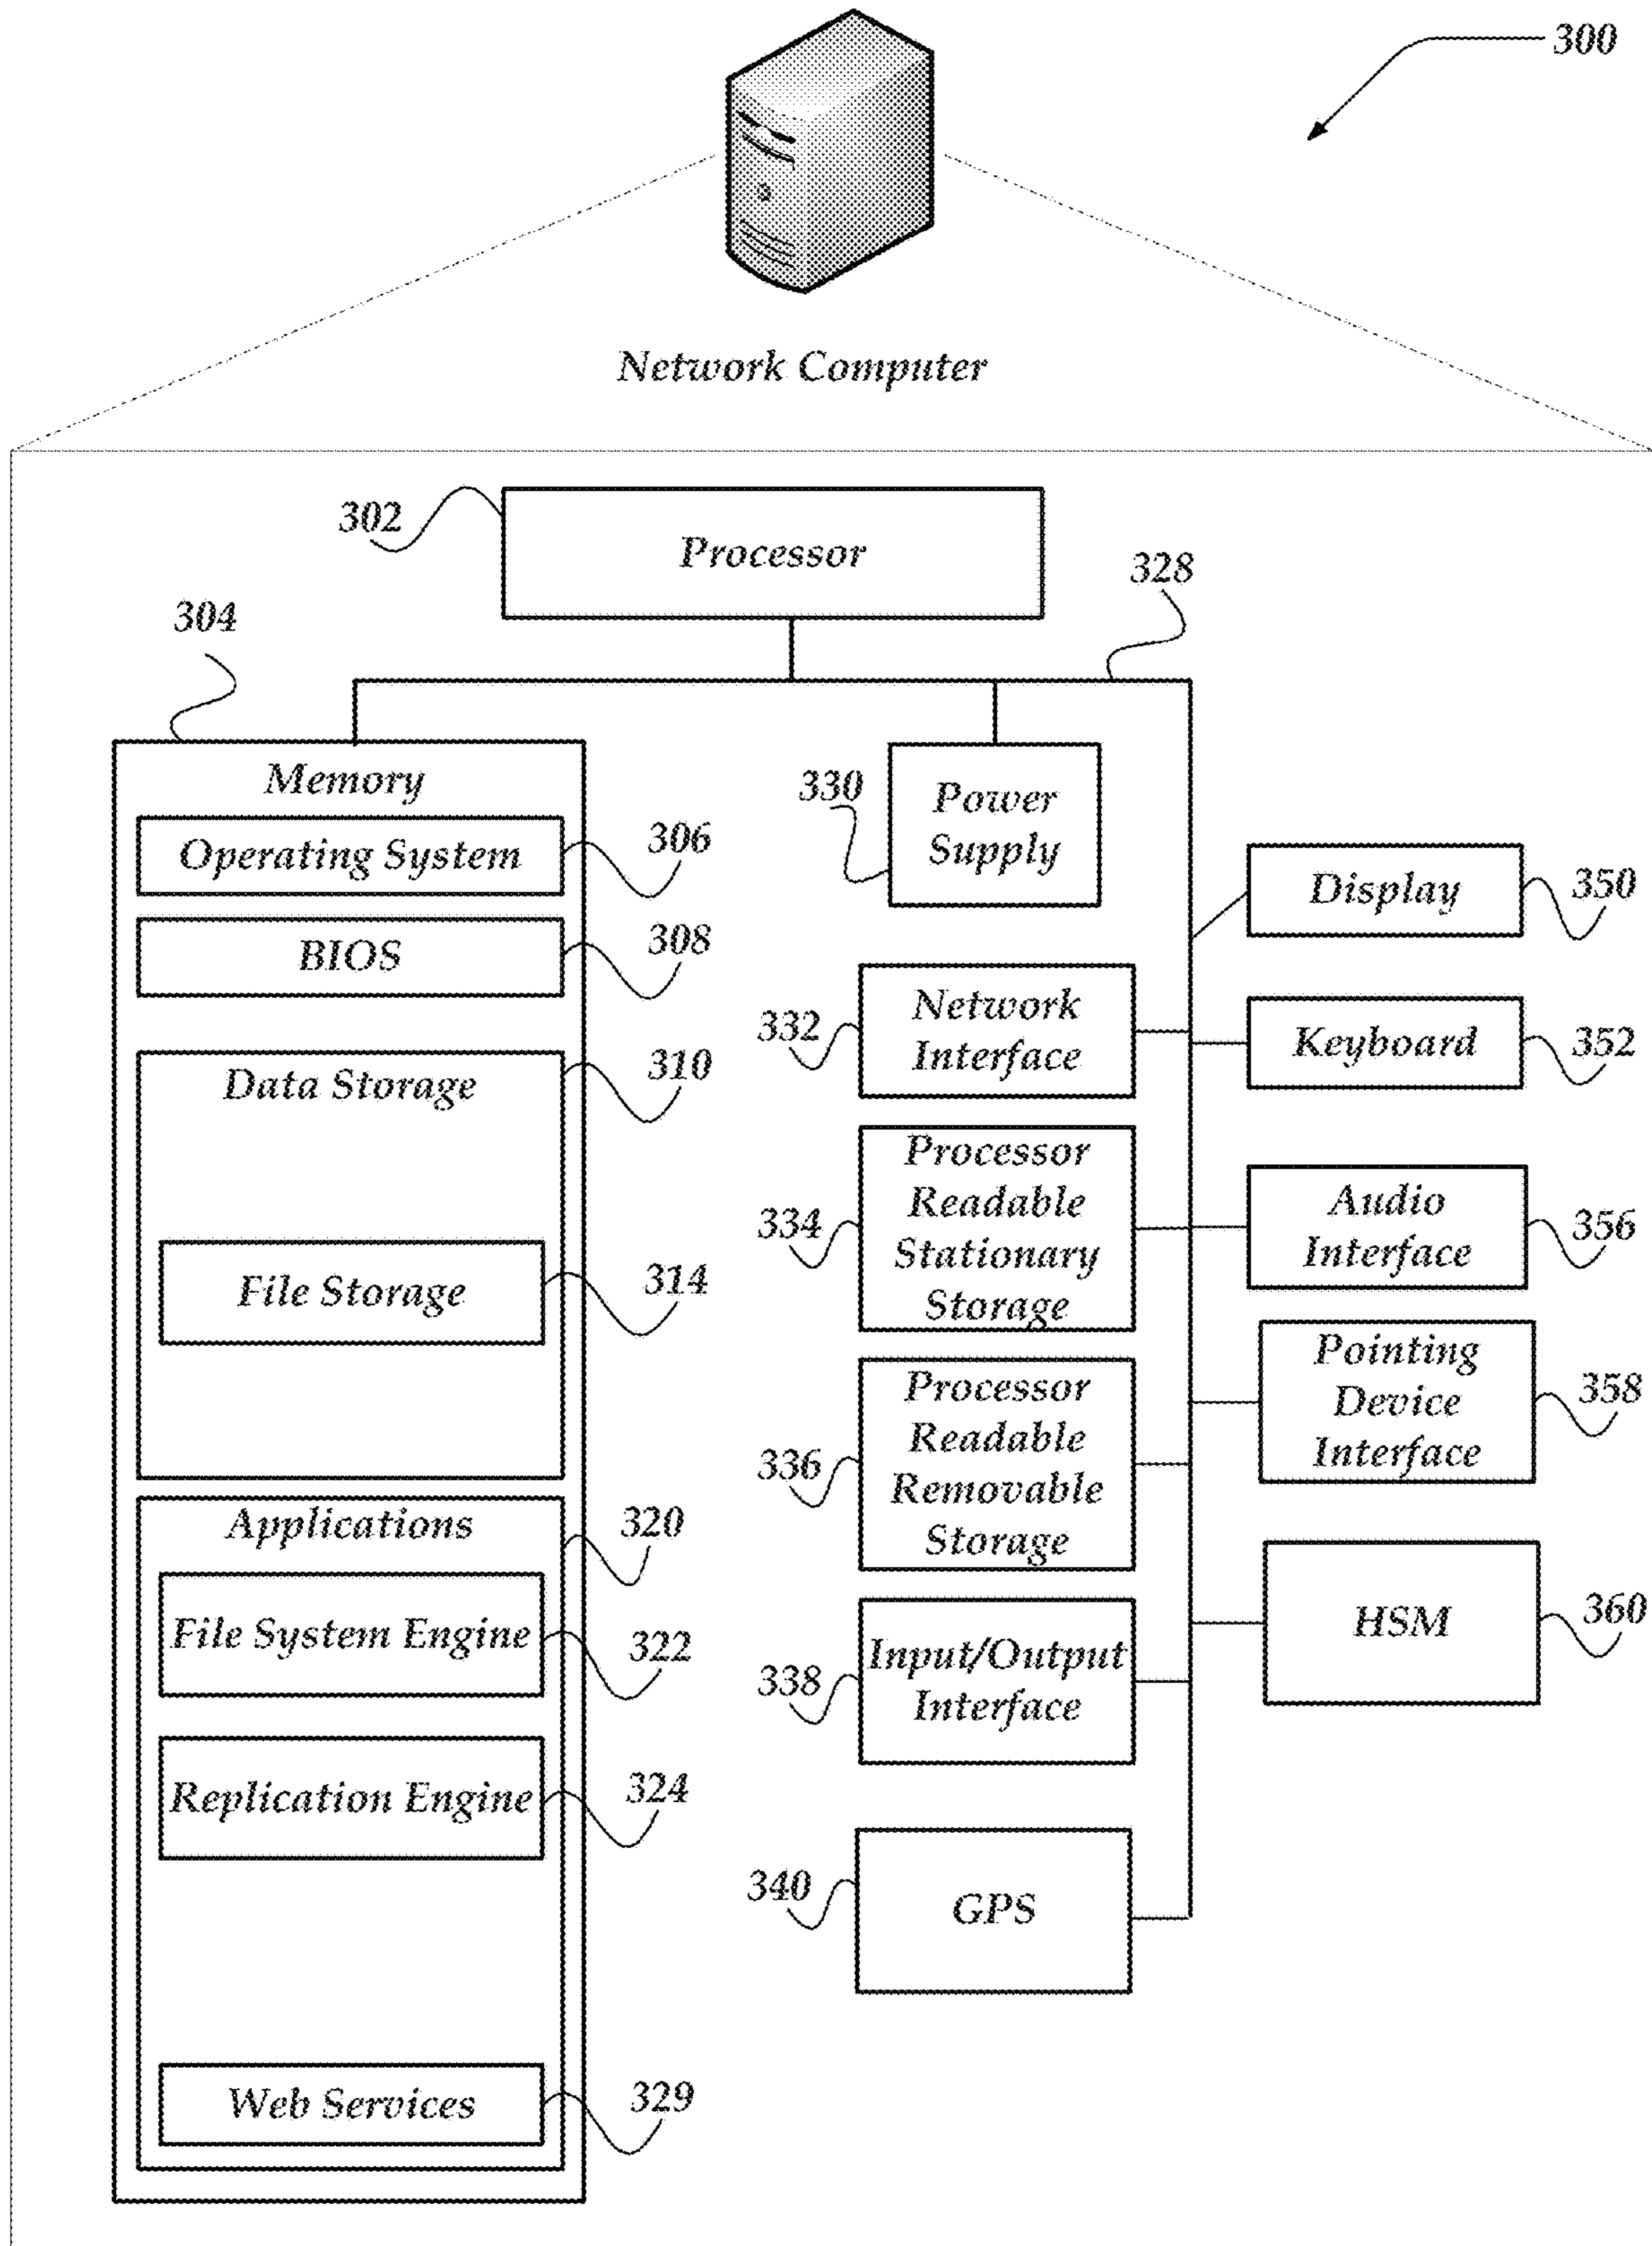 300
Network Computer
302
Processor
328
304
Memory
Operating System
306
BIOS
308
Data Storage
310
File Storage
314
Applications
320
File System Engine
322
Replication Engine
324
Web Services
329
330
Power
Supply
332
Network
Interface
334
Processor
Readable
Stationary
Storage
336
Processor
Readable
Removable
Storage
338
Input/Output
Interface
340
GPS
Display
350
Keyboard
352
Audio
Interface
356
Pointing
Device
Interface
358
HSM
360